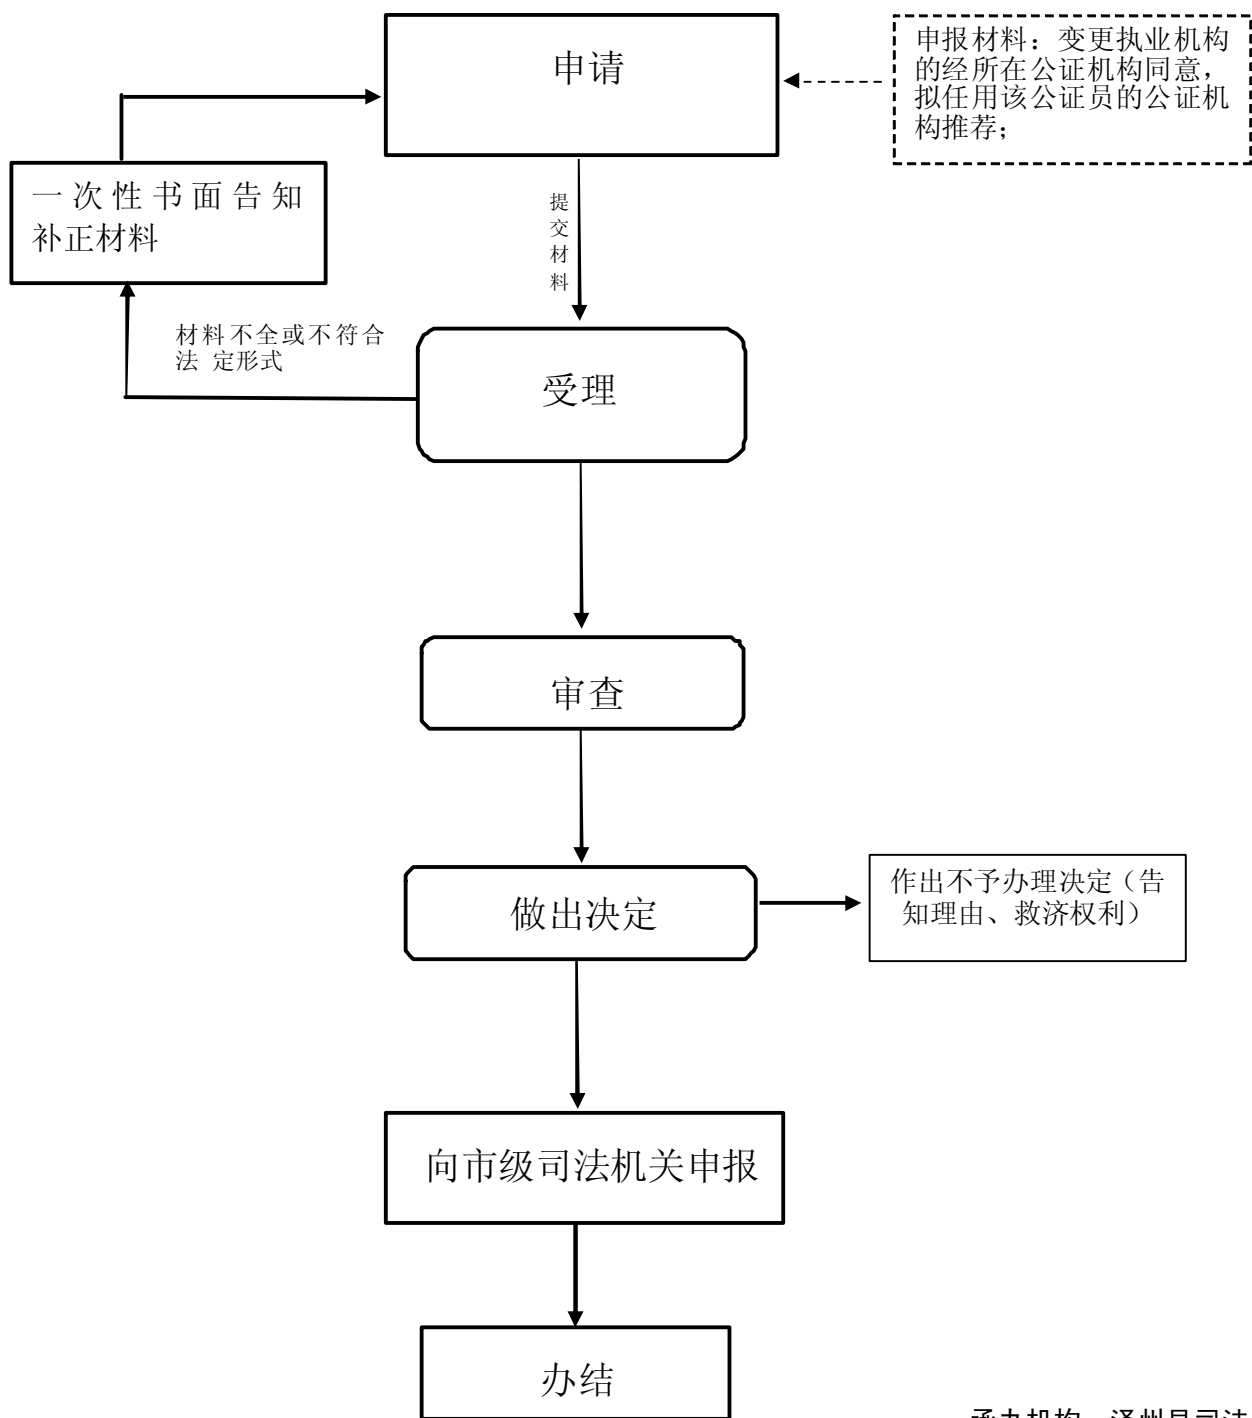 申请
申报材料：变更执业机构
的经所在公证机构同意，
拟任用该公证员的公证机
构推荐；
一次性书面告知
补正材料
提
交
材
料
材料不全或不符合
法 定形式
受理
审查
做出决定
作出不予办理决定（告
知理由、救济权利）
向市级司法机关申报
办结